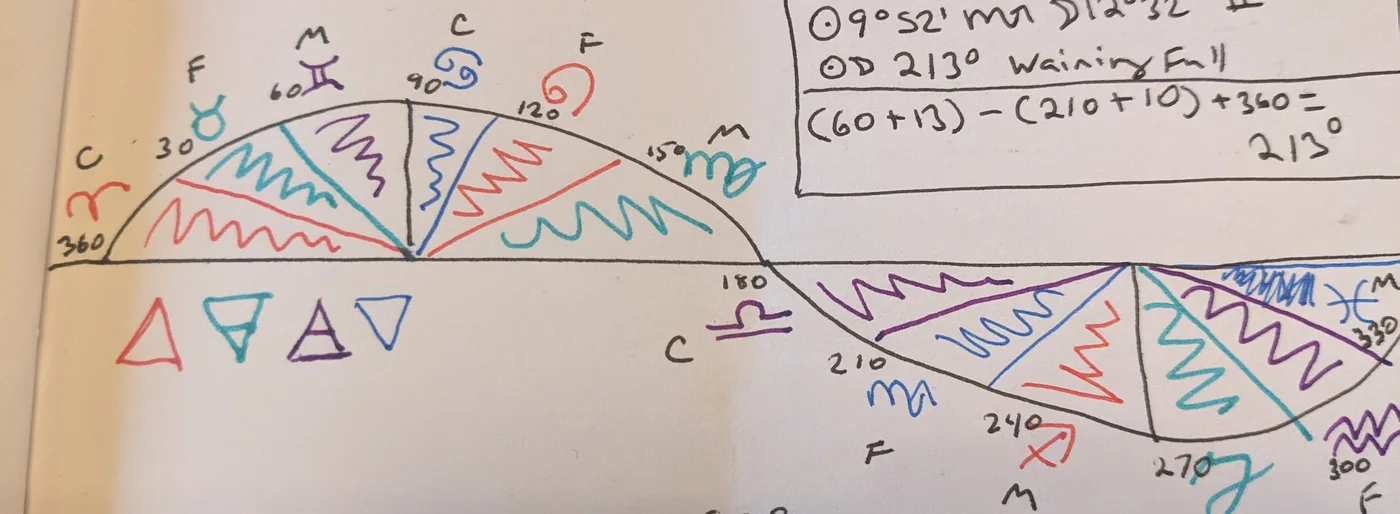 ☉9°52' ♏ ☽12°32' ♊
☉☽ 213° Waining Full
(60+13) - (210+10) + 360 =
213°
C
♈
360
F
♉
30
M
♊
60
C
♋
90
F
♌
120
M
♍
150
180
♎
C
210
♏
F
240
♐
M
270
♑
300
♒
F
330
♓
M
🜂 🜃 🜁 🜄